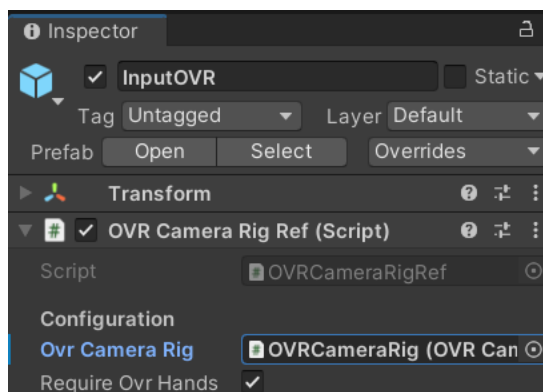 Inspector
InputOVR Static
Tag Untagged Layer Default
Prefab Open Select Overrides
Transform
# OVR Camera Rig Ref (Script)
Script # OVRCameraRigRef
Configuration
Ovr Camera Rig # OVRCameraRig (OVR Can
Require Ovr Hands